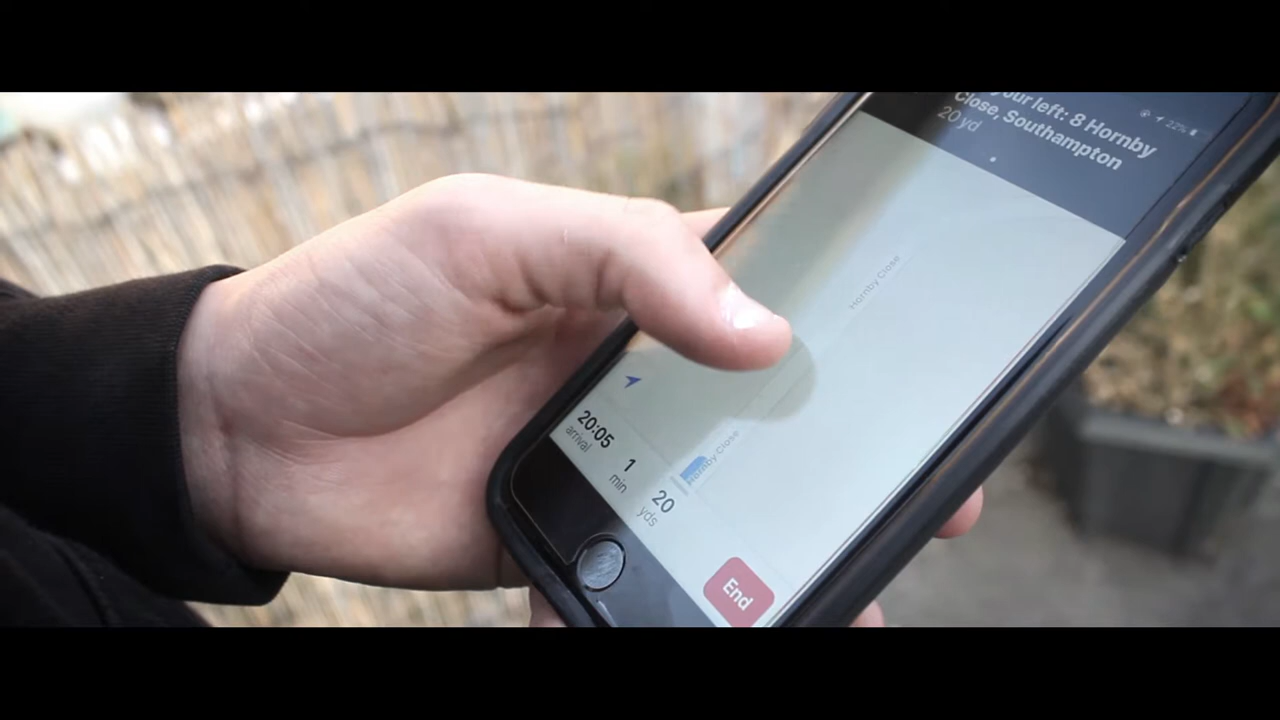 your left: 8 Hornby
Close, Southampton
20 yd
22%
Hornby Close
Hornby Close
20:05
arrival
1
min
20
yds
End